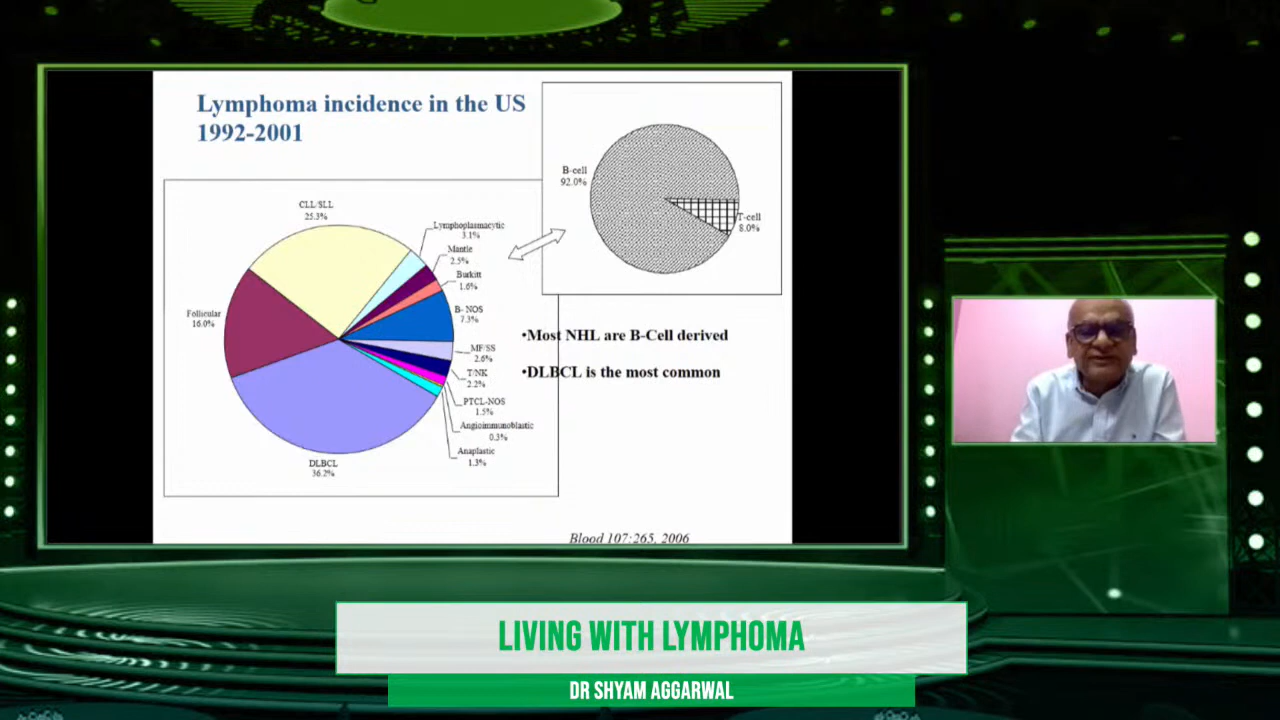 Lymphoma incidence in the US
1992-2001
B-cell
92.0%
T-cell
8.0%
CLL/SLL
25.3%
Lymphoplasmacytic
3.1%
Mantle
2.5%
Burkitt
1.6%
B- NOS
7.3%
MF/SS
2.6%
T/NK
2.2%
PTCL-NOS
1.5%
Angioimmunoblastic
0.3%
Anaplastic
1.3%
DLBCL
36.2%
Follicular
16.0%
•Most NHL are B-Cell derived
•DLBCL is the most common
Blood 107:265, 2006
LIVING WITH LYMPHOMA
DR SHYAM AGGARWAL